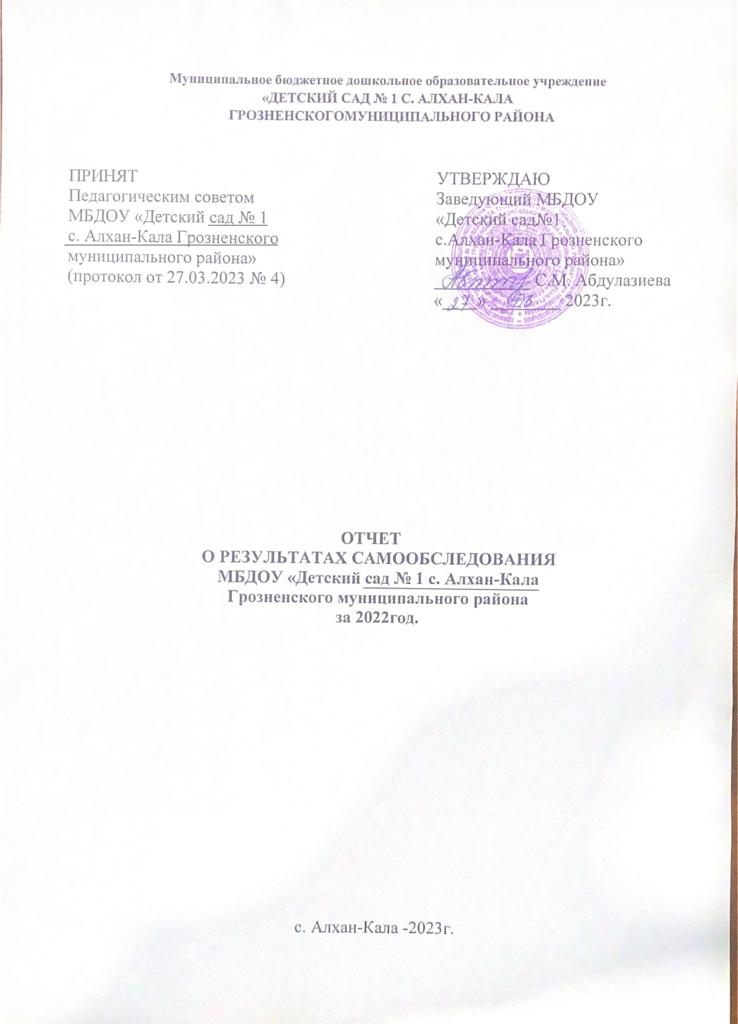 Муниципальное бюджетное дошкольное образовательное учреждение
«ДЕТСКИЙ САД № 1 С. АЛХАН-КАЛА
ГРОЗНЕНСКОГОМУНИЦИПАЛЬНОГО РАЙОНА
ПРИНЯТ
Педагогическим советом
МБДОУ «Детский сад № 1
с. Алхан-Кала Грозненского
муниципального района»
(протокол от 27.03.2023 № 4)
УТВЕРЖДАЮ
Заведующий МБДОУ
«Детский сад№1
с.Алхан-Кала Грозненского
муниципального района»
С.М. Абдулазиева
« 27 » 03 2023г.
ОТЧЕТ
О РЕЗУЛЬТАТАХ САМООБСЛЕДОВАНИЯ
МБДОУ «Детский сад № 1 с. Алхан-Кала
Грозненского муниципального района
за 2022год.
с. Алхан-Кала -2023г.